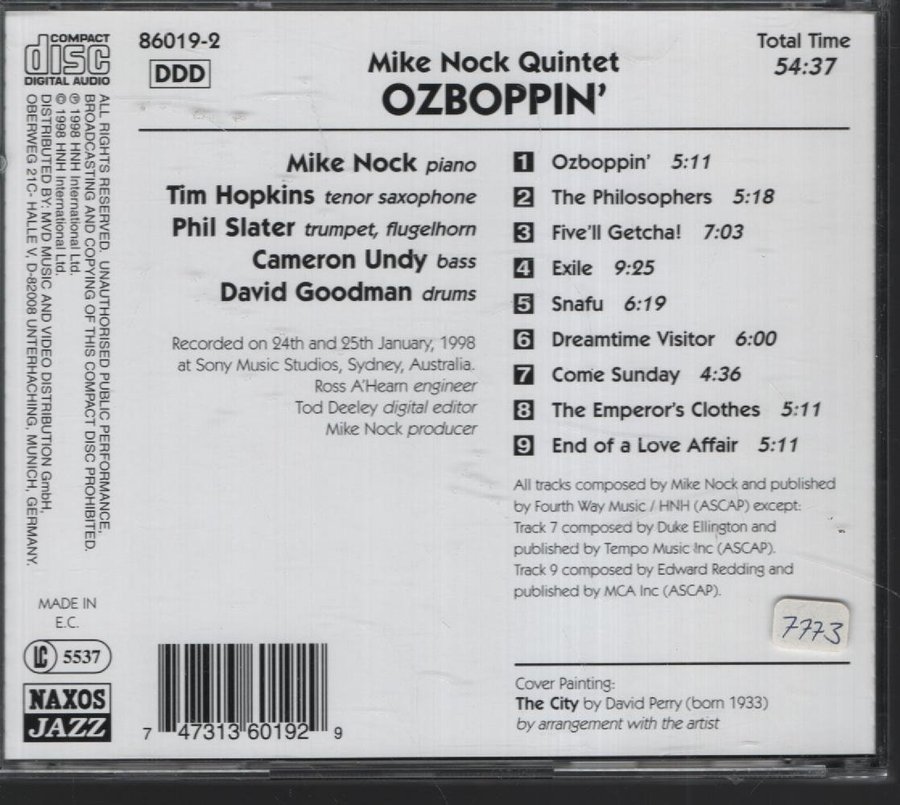 COMPACT
disc
DIGITAL AUDIO
86019-2
DDD
Mike Nock Quintet
OZBOPPIN'
Total Time
54:37
Mike Nock piano
Tim Hopkins tenor saxophone
Phil Slater trumpet, flugelhorn
Cameron Undy bass
David Goodman drums
Recorded on 24th and 25th January, 1998
at Sony Music Studios, Sydney, Australia.
Ross A'Hearn engineer
Tod Deeley digital editor
Mike Nock producer
1 Ozboppin' 5:11
2 The Philosophers 5:18
3 Five'll Getcha! 7:03
4 Exile 9:25
5 Snafu 6:19
6 Dreamtime Visitor 6:00
7 Come Sunday 4:36
8 The Emperor's Clothes 5:11
9 End of a Love Affair 5:11
All tracks composed by Mike Nock and published
by Fourth Way Music / HNH (ASCAP) except:
Track 7 composed by Duke Ellington and
published by Tempo Music Inc (ASCAP).
Track 9 composed by Edward Redding and
published by MCA Inc (ASCAP).
7773
Cover Painting:
The City by David Perry (born 1933)
by arrangement with the artist
ALL RIGHTS RESERVED. UNAUTHORISED PUBLIC PERFORMANCE,
BROADCASTING AND COPYING OF THIS COMPACT DISC PROHIBITED.
℗ 1998 HNH International Ltd.
© 1998 HNH International Ltd.
DISTRIBUTED BY: MVD MUSIC AND VIDEO DISTRIBUTION GmbH,
OBERWEG 21C- HALLE V, D-82008 UNTERHACHING, MUNICH, GERMANY.
MADE IN
E.C.
LC 5537
NAXOS
JAZZ
7 47313 60192 9